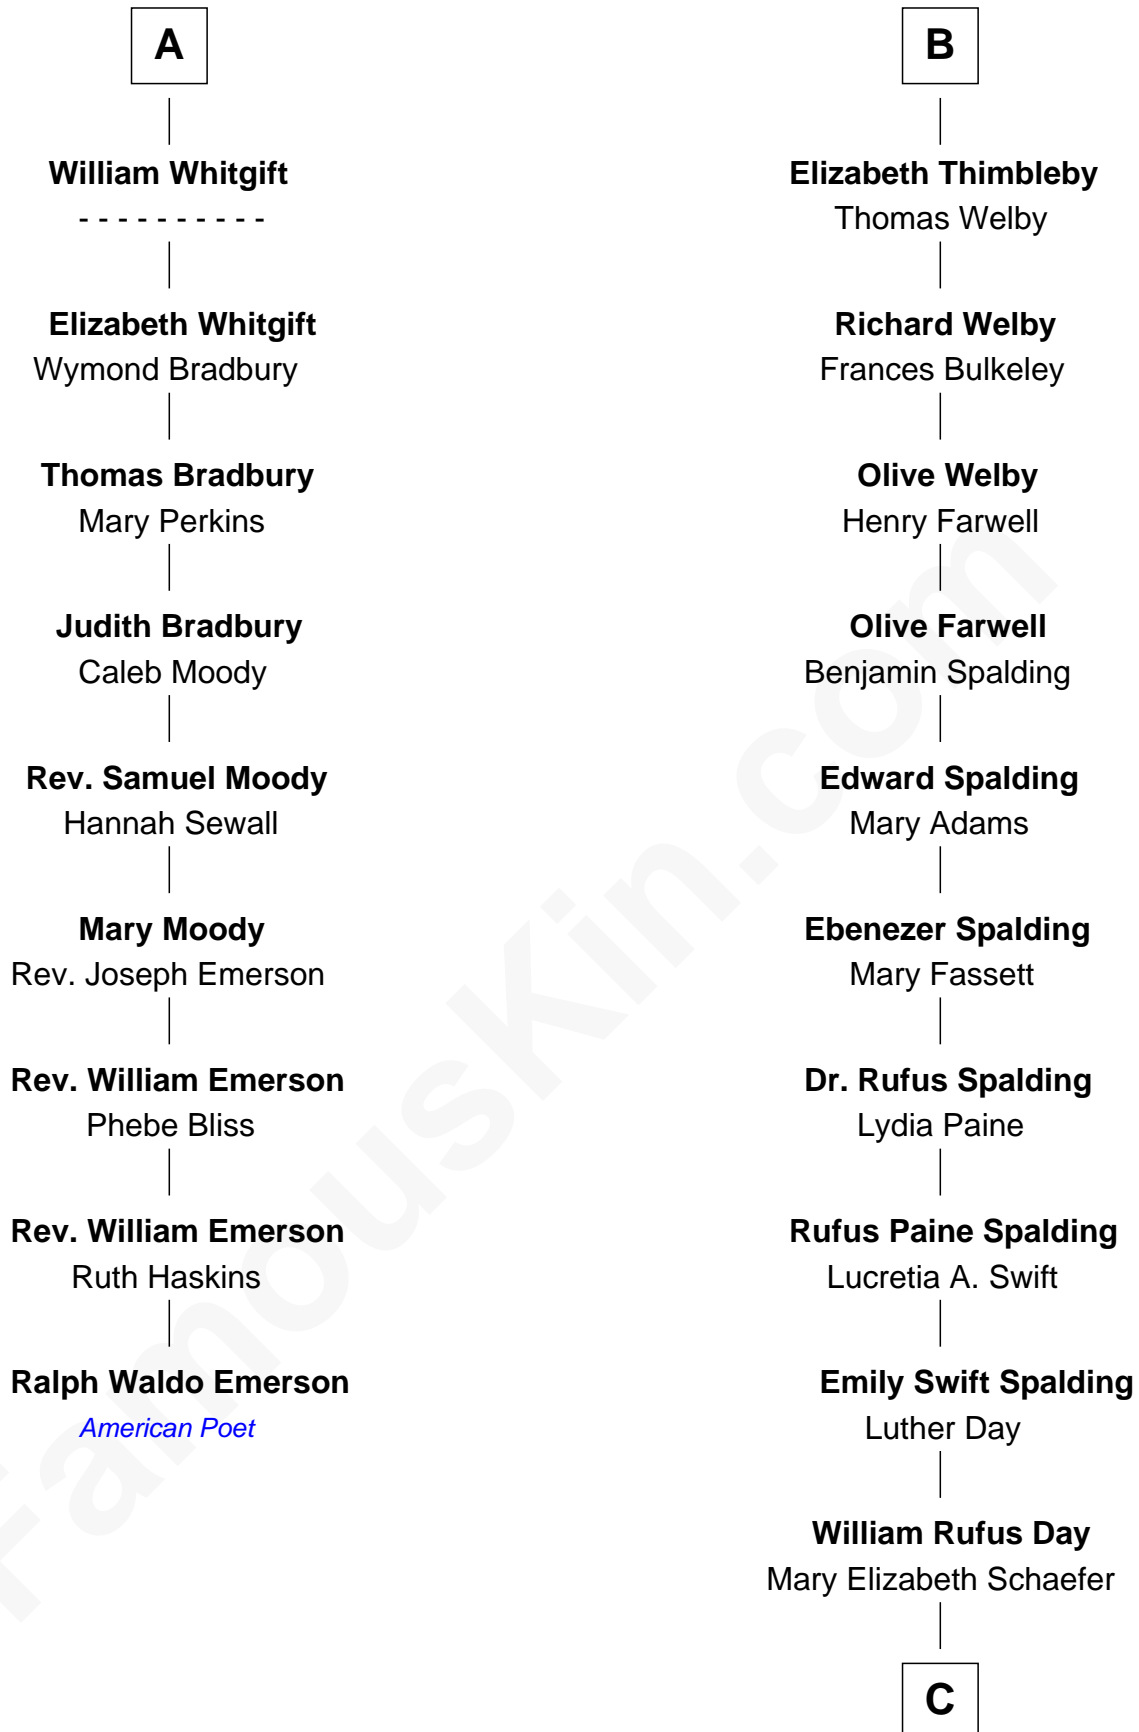 A
William Whitgift
- - - - - - - - - -
Elizabeth Whitgift
Wymond Bradbury
Thomas Bradbury
Mary Perkins
Judith Bradbury
Caleb Moody
Rev. Samuel Moody
Hannah Sewall
Mary Moody
Rev. Joseph Emerson
Rev. William Emerson
Phebe Bliss
Rev. William Emerson
Ruth Haskins
Ralph Waldo Emerson
American Poet
B
Elizabeth Thimbleby
Thomas Welby
Richard Welby
Frances Bulkeley
Olive Welby
Henry Farwell
Olive Farwell
Benjamin Spalding
Edward Spalding
Mary Adams
Ebenezer Spalding
Mary Fassett
Dr. Rufus Spalding
Lydia Paine
Rufus Paine Spalding
Lucretia A. Swift
Emily Swift Spalding
Luther Day
William Rufus Day
Mary Elizabeth Schaefer
C
FamousKin.com